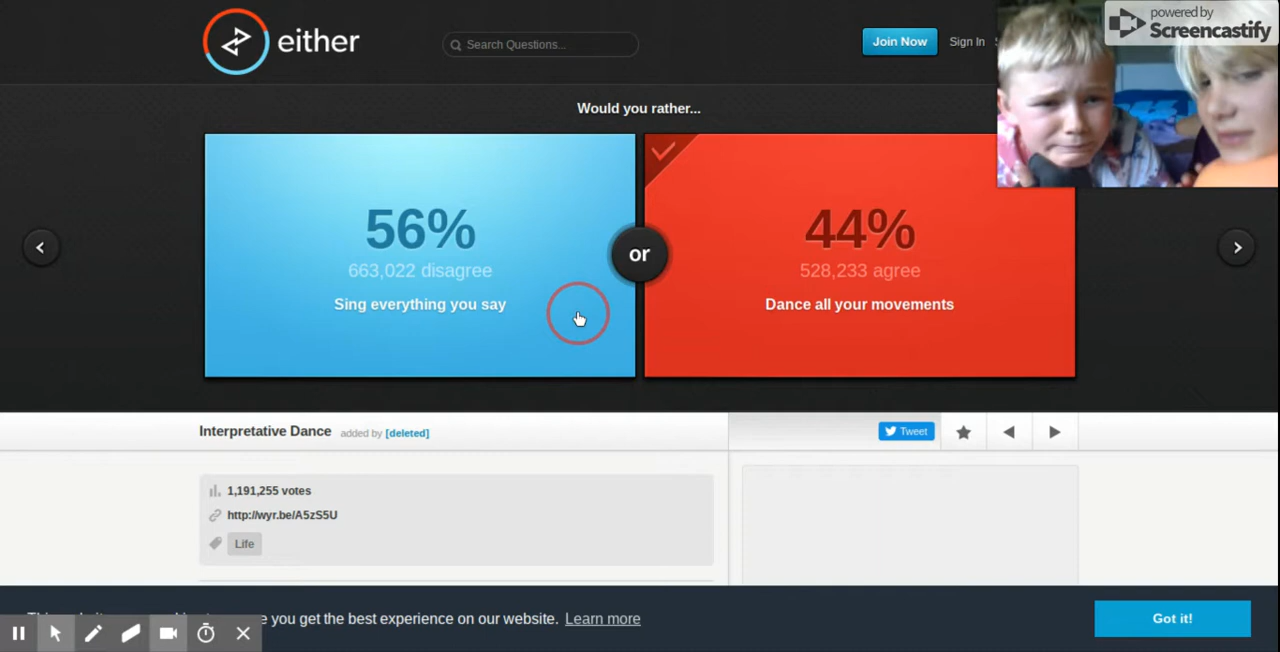 powered by
Screencastify
either
Search Questions...
Join Now
Sign In
Would you rather...
56%
663,022 disagree
Sing everything you say
or
44%
528,233 agree
Dance all your movements
Interpretative Dance added by [deleted]
Tweet
1,191,255 votes
http://wyr.be/A5zS5U
Life
you get the best experience on our website. Learn more
Got it!